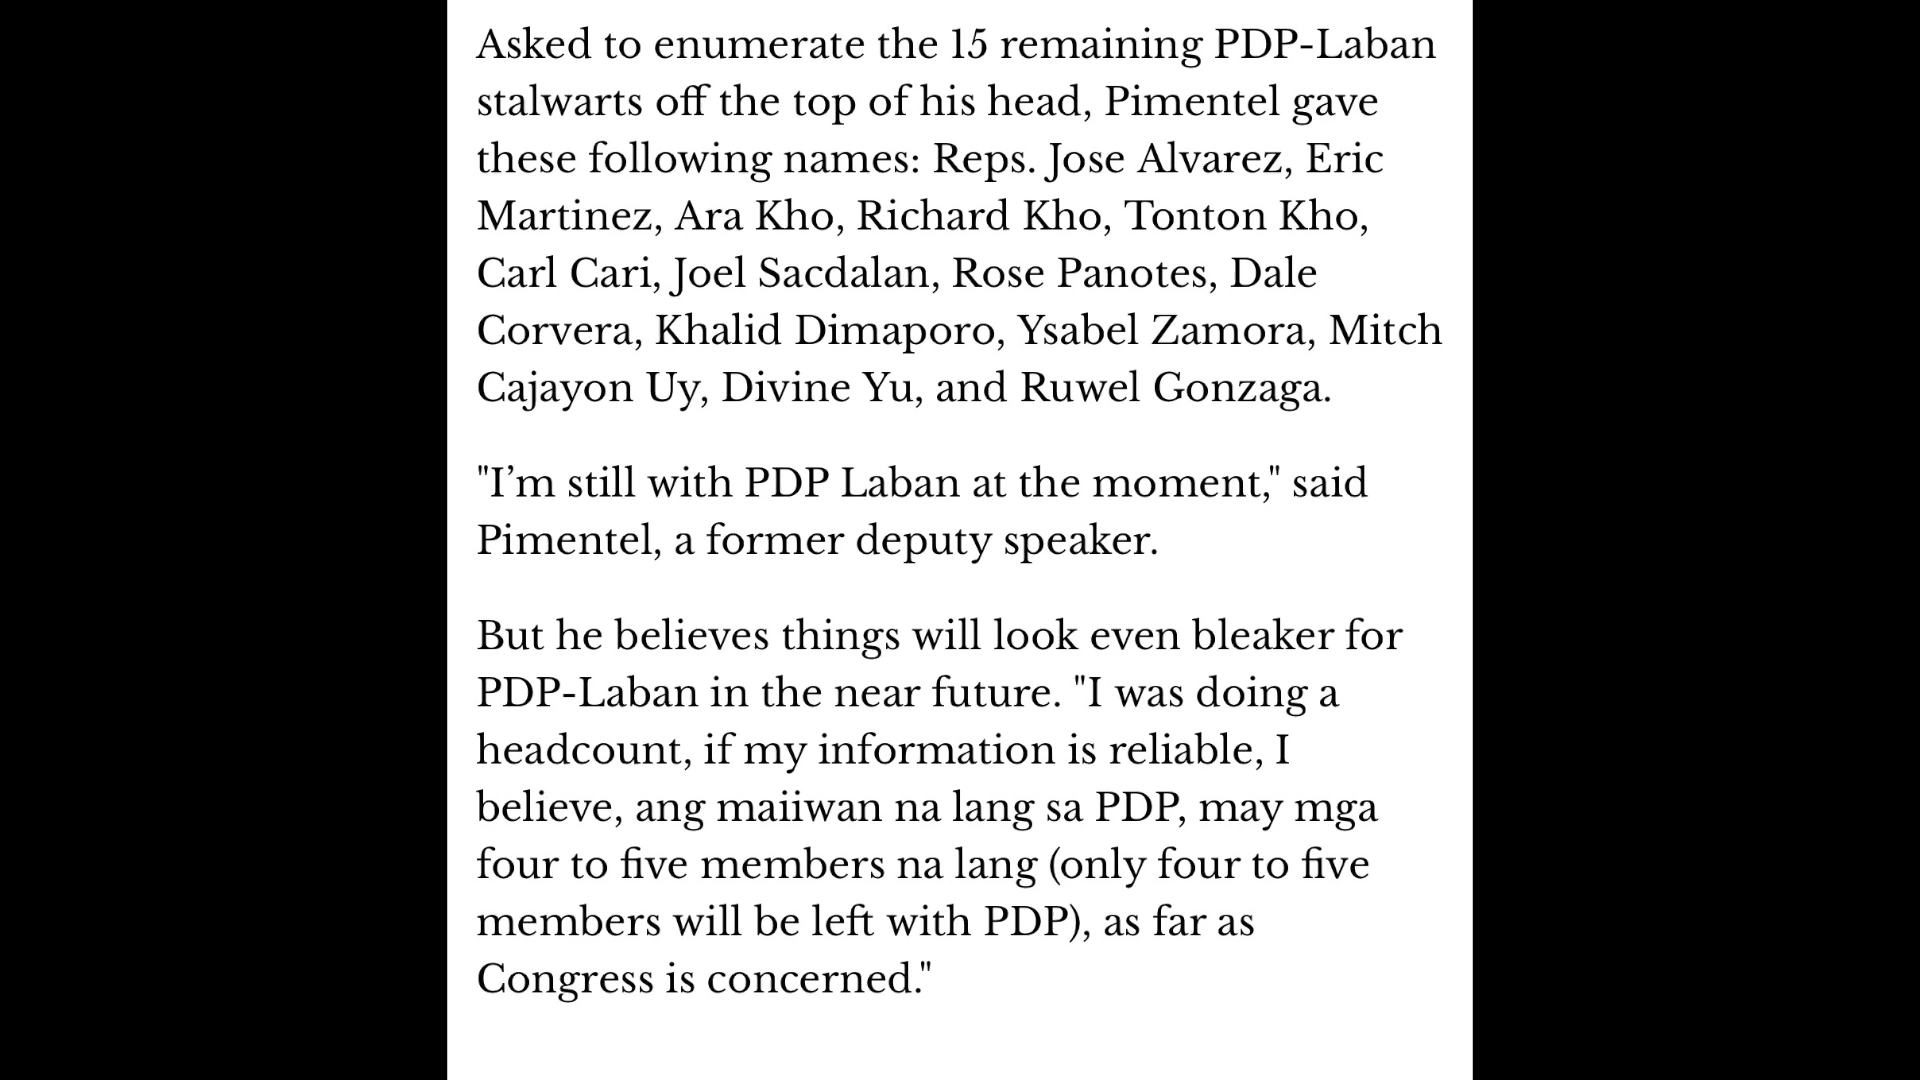 Asked to enumerate the 15 remaining PDP-Laban
stalwarts off the top of his head, Pimentel gave
these following names: Reps. Jose Alvarez, Eric
Martinez, Ara Kho, Richard Kho, Tonton Kho,
Carl Cari, Joel Sacdalan, Rose Panotes, Dale
Corvera, Khalid Dimaporo, Ysabel Zamora, Mitch
Cajayon Uy, Divine Yu, and Ruwel Gonzaga.
"I’m still with PDP Laban at the moment," said
Pimentel, a former deputy speaker.
But he believes things will look even bleaker for
PDP-Laban in the near future. "I was doing a
headcount, if my information is reliable, I
believe, ang maiiwan na lang sa PDP, may mga
four to five members na lang (only four to five
members will be left with PDP), as far as
Congress is concerned."